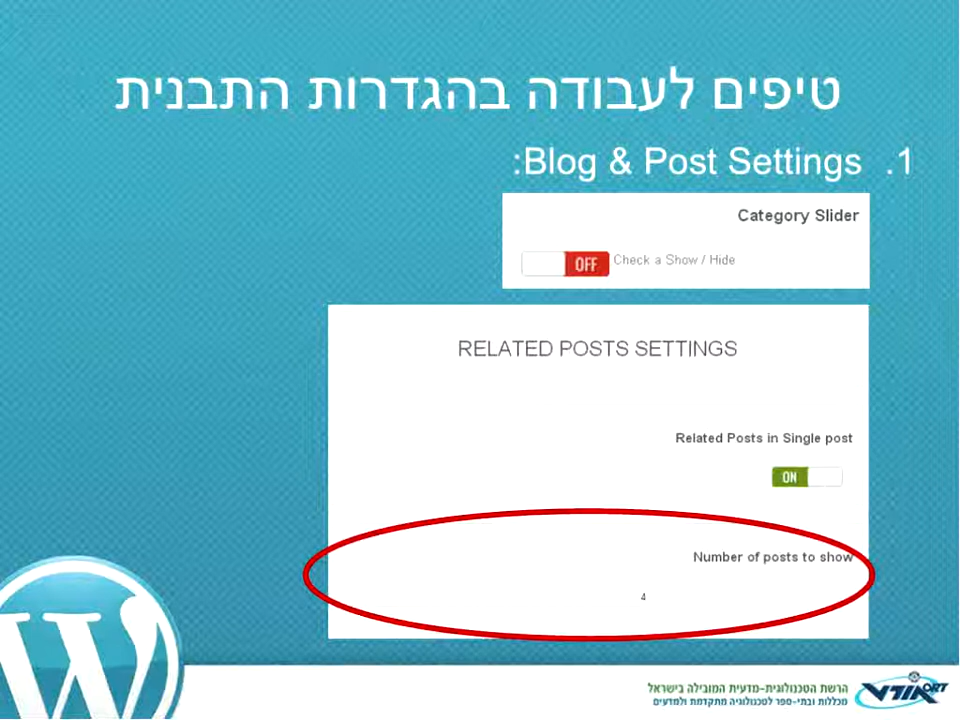 טיפים לעבודה בהגדרות התבנית
1. Blog & Post Settings:
Category Slider
OFF Check a Show / Hide
RELATED POSTS SETTINGS
Related Posts in Single post
ON
Number of posts to show
4
הרשת הטכנולוגית-מדעית המובילה בישראל
מכללות ובתי-ספר לטכנולוגיה מתקדמת ולמדעים
אורט ORT